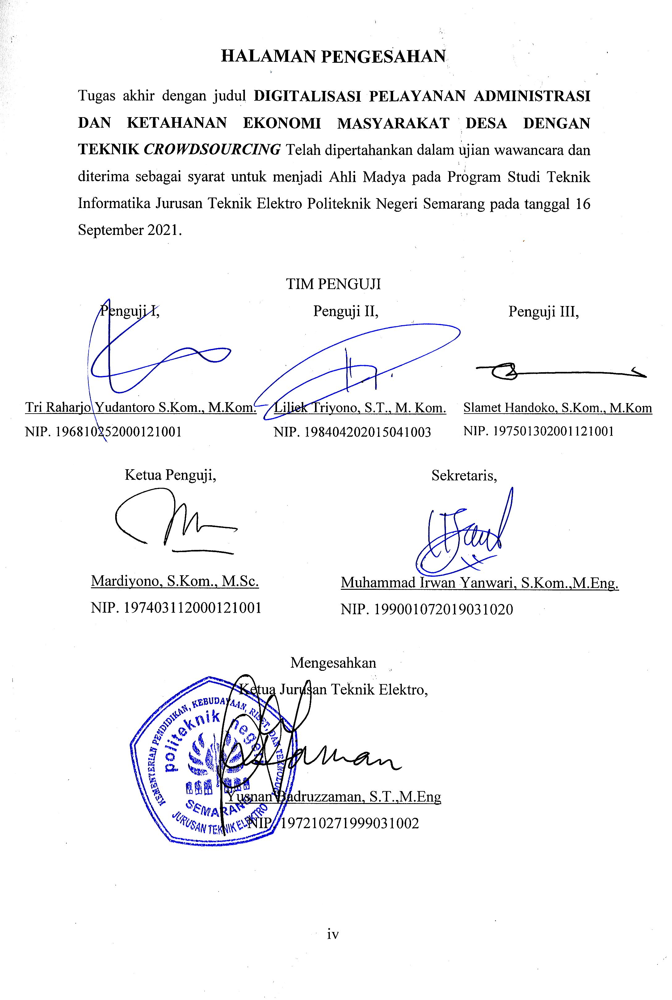 HALAMAN PENGESAHAN
Tugas akhir dengan judul DIGITALISASI PELAYANAN ADMINISTRASI
DAN KETAHANAN EKONOMI MASYARAKAT DESA DENGAN
TEKNIK CROWDSOURCING Telah dipertahankan dalam ujian wawancara dan
diterima sebagai syarat untuk menjadi Ahli Madya pada Program Studi Teknik
Informatika Jurusan Teknik Elektro Politeknik Negeri Semarang pada tanggal 16
September 2021.
TIM PENGUJI
Penguji I, Penguji II, Penguji III,
Tri Raharjo Yudantoro S.Kom., M.Kom. Liliek Triyono, S.T., M. Kom. Slamet Handoko, S.Kom., M.Kom
NIP. 196810252000121001 NIP. 198404202015041003 NIP. 197501302001121001
Ketua Penguji, Sekretaris,
Mardiyono, S.Kom., M.Sc. Muhammad Irwan Yanwari, S.Kom.,M.Eng.
NIP. 197403112000121001 NIP. 199001072019031020
Mengesahkan
Ketua Jurusan Teknik Elektro,
KEMENTERIAN PENDIDIKAN, KEBUDAYAAN, RISET, DAN TEKNOLOGI
politeknik negeri
SEMARANG
JURUSAN TEKNIK ELEKTRO
Yusnan Badruzzaman, S.T.,M.Eng
NIP. 197210271999031002
iv